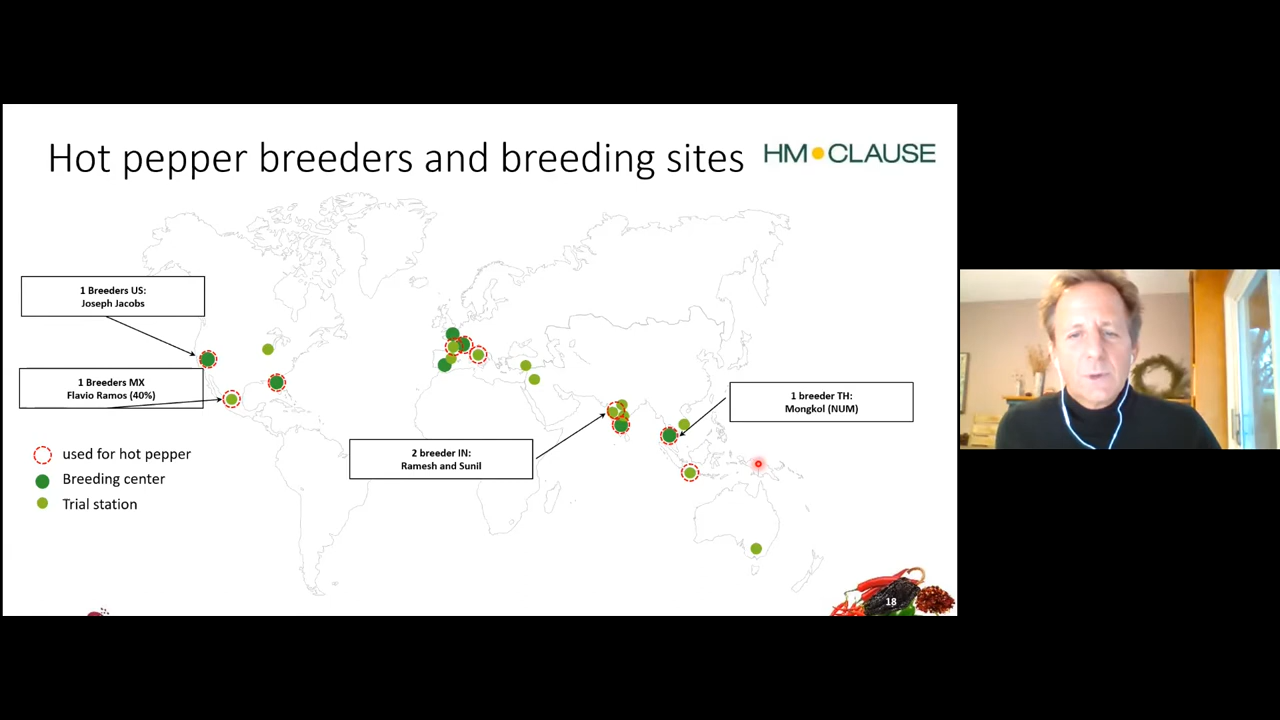 Hot pepper breeders and breeding sites
HM•CLAUSE
1 Breeders US:
Joseph Jacobs
1 Breeders MX
Flavio Ramos (40%)
2 breeder IN:
Ramesh and Sunil
1 breeder TH:
Mongkol (NUM)
used for hot pepper
Breeding center
Trial station
18